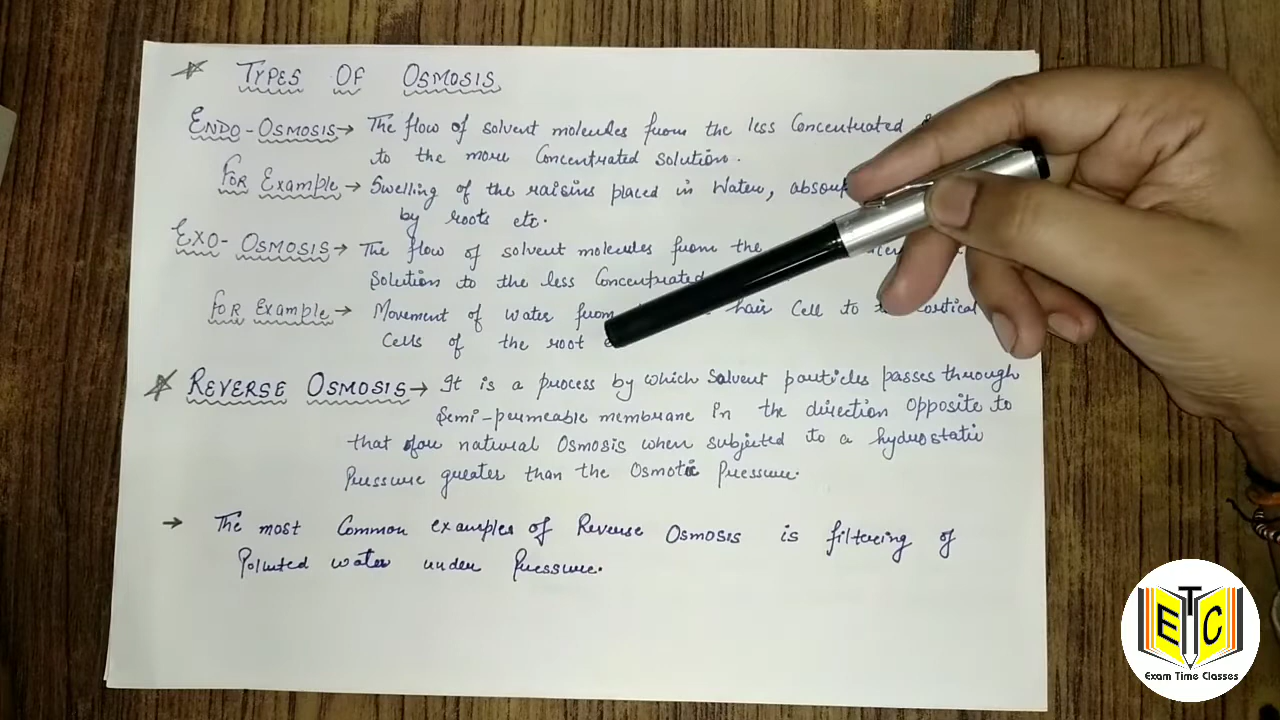 TYPES OF OSMOSIS
ENDO-OSMOSIS → The flow of solvent molecules from the less Concentrated
to the more Concentrated solution.
FOR Example → Swelling of the raisins placed in Water,
by roots etc.
EXO-OSMOSIS → The flow of solvent molecules from the
Solution to the less Concentrated
FOR Example → Movement of water from hair Cell to cortical
Cells of the root
REVERSE OSMOSIS → It is a process by which Solvent particles passes through
Semi-permeable membrane in the direction opposite to
that natural Osmosis when subjected to a hydrostatic
Pressure greater than the Osmotic Pressure.
→ The most Common examples of Reverse Osmosis is filtering of
Polluted water under Pressure.
ETC
Exam Time Classes